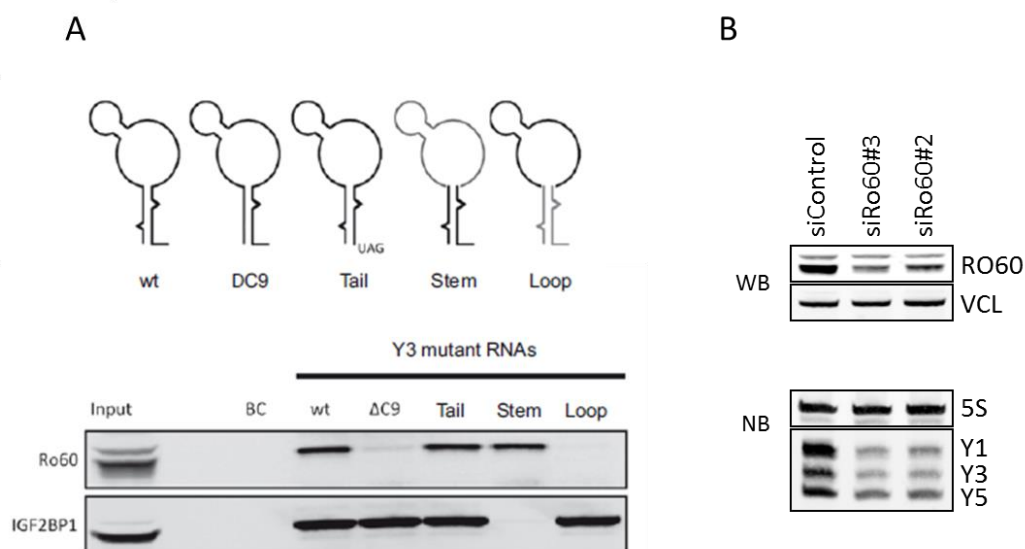 A
UAG
wt DC9 Tail Stem Loop
Y3 mutant RNAs
Input BC wt ΔC9 Tail Stem Loop
Ro60
IGF2BP1
B
siControl
siRo60#3
siRo60#2
WB
RO60
VCL
NB
5S
Y1
Y3
Y5